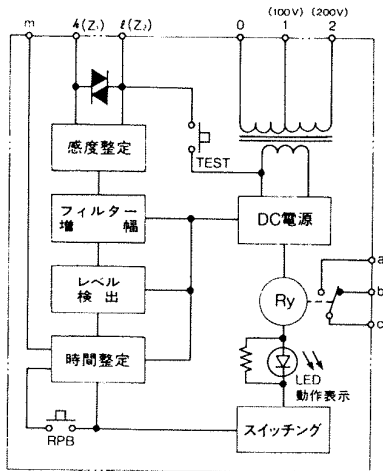 m
k(Z₁)
ℓ(Z₂)
0
(100V)
1
(200V)
2
感度整定
TEST
フィルター
増 幅
DC電源
レベル
検 出
Ry
a
b
c
時間整定
LED
動作表示
RPB
スイッチング